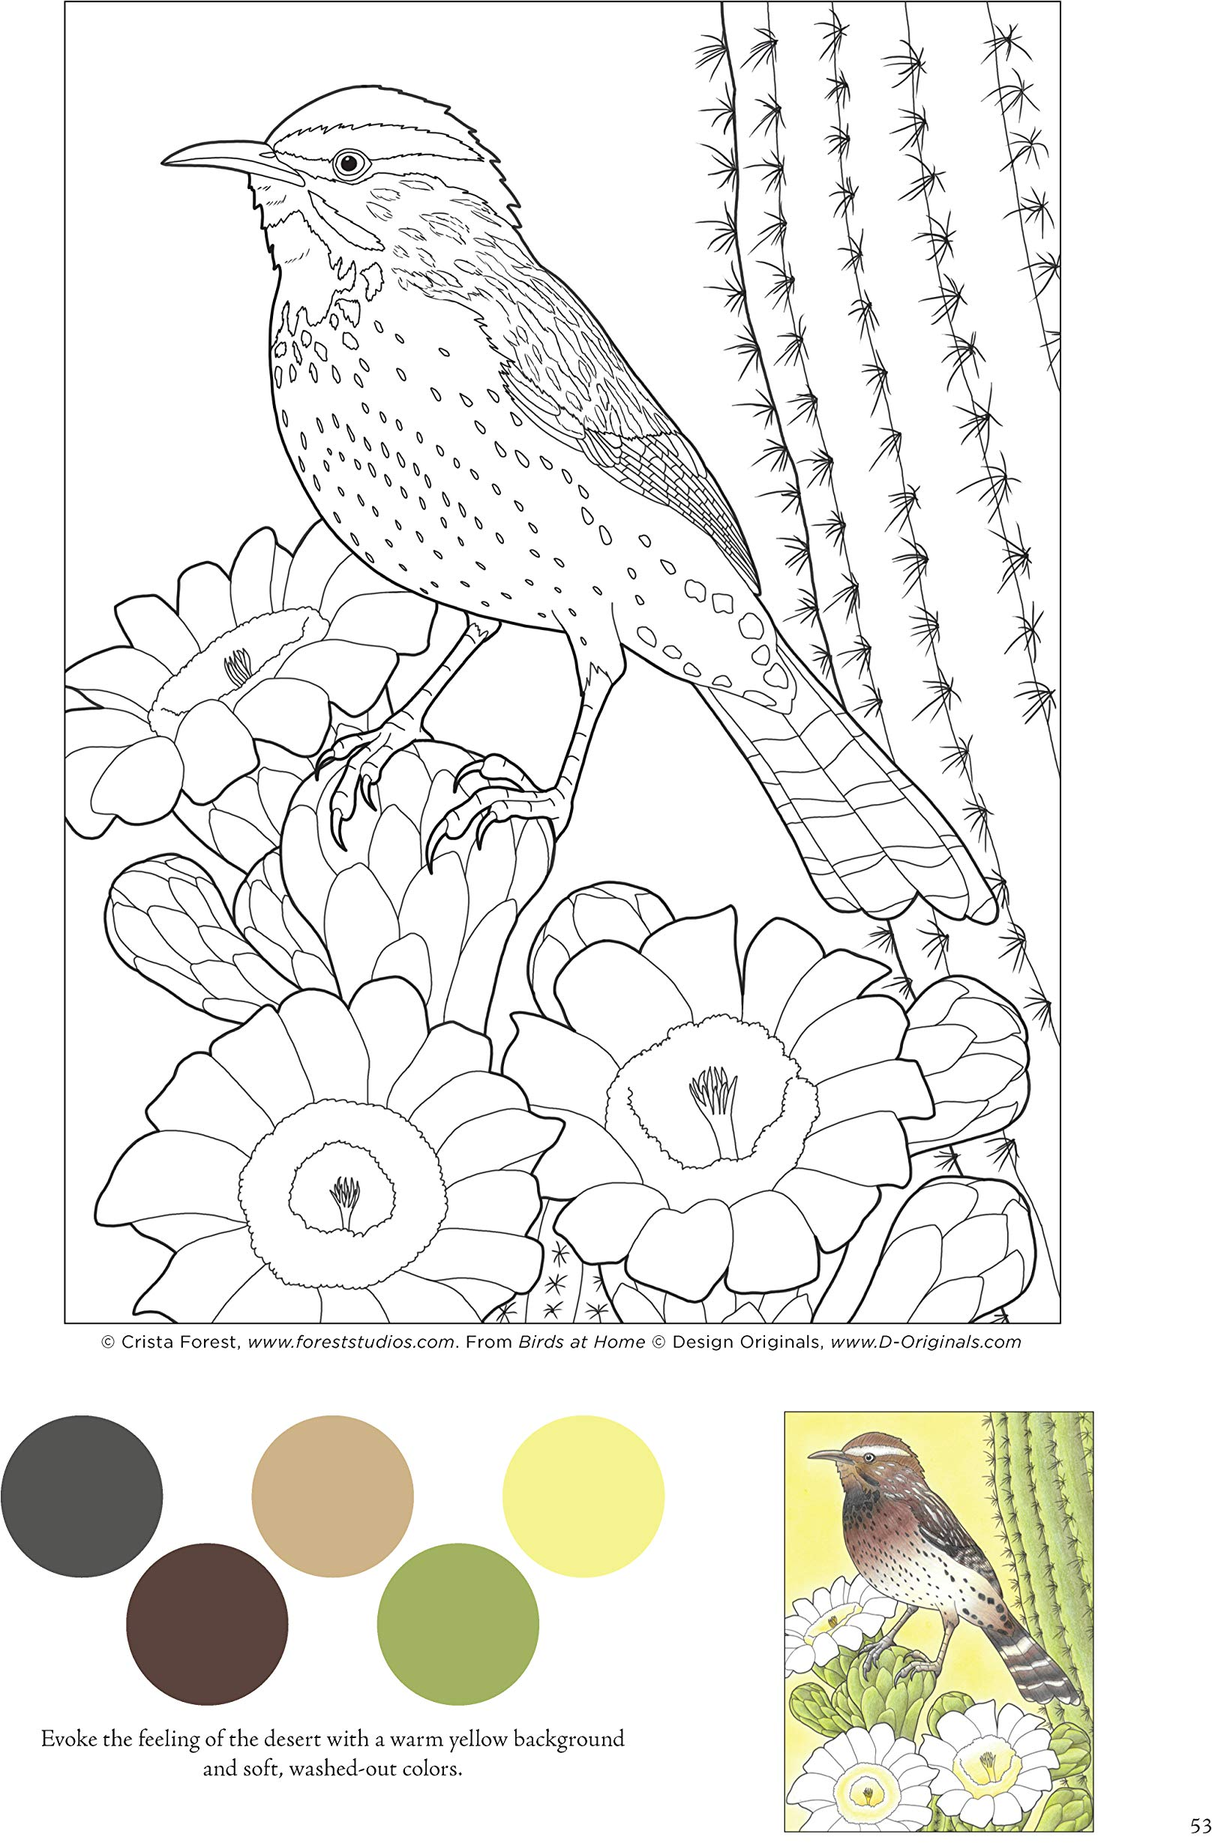 © Crista Forest, www.foreststudios.com. From Birds at Home © Design Originals, www.D-Originals.com
Evoke the feeling of the desert with a warm yellow background
and soft, washed-out colors.
53